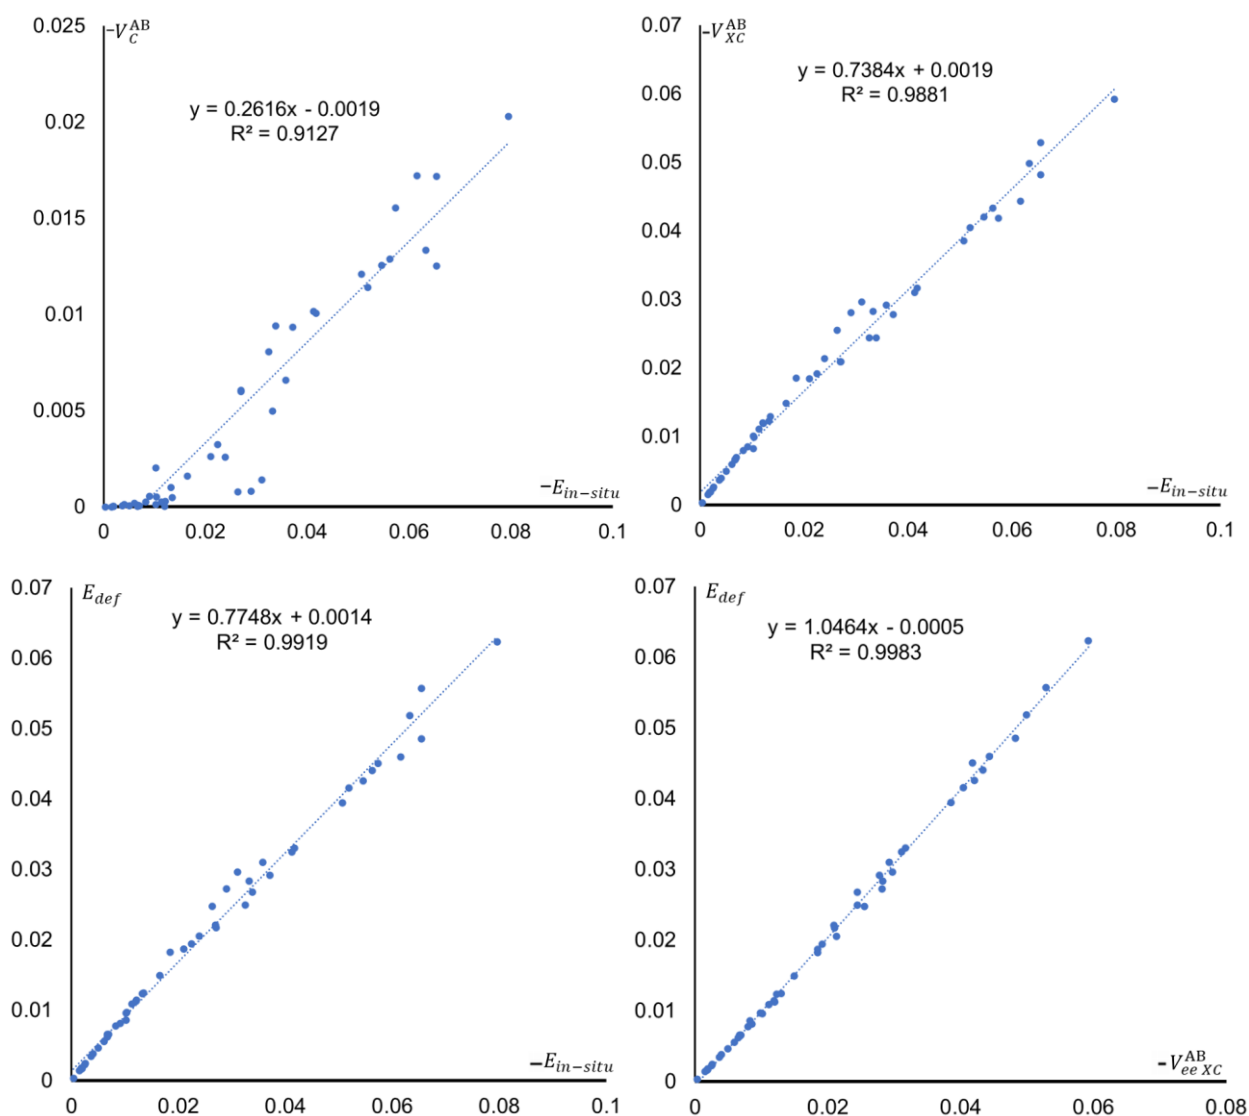 0.025
−V_C^AB
y = 0.2616x - 0.0019
R² = 0.9127
0.02
0.015
0.01
0.005
0
−E_in−situ
0 0.02 0.04 0.06 0.08 0.1
0.07
−V_XC^AB
y = 0.7384x + 0.0019
R² = 0.9881
0.06
0.05
0.04
0.03
0.02
0.01
0
−E_in−situ
0 0.02 0.04 0.06 0.08 0.1
0.07
E_def
y = 0.7748x + 0.0014
R² = 0.9919
0.06
0.05
0.04
0.03
0.02
0.01
0
−E_in−situ
0 0.02 0.04 0.06 0.08 0.1
0.07
E_def
y = 1.0464x - 0.0005
R² = 0.9983
0.06
0.05
0.04
0.03
0.02
0.01
0
−V_ee XC^AB
0 0.02 0.04 0.06 0.08